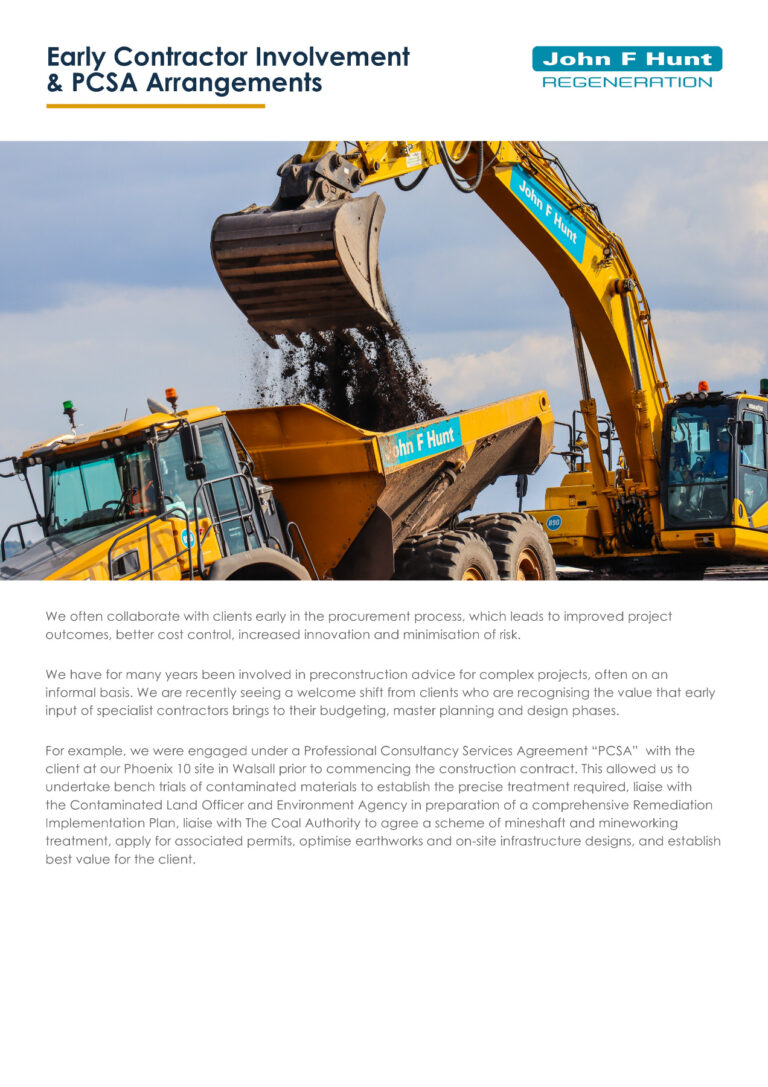 Early Contractor Involvement
& PCSA Arrangements
John F Hunt
REGENERATION
John F Hunt
John F Hunt
890
We often collaborate with clients early in the procurement process, which leads to improved project
outcomes, better cost control, increased innovation and minimisation of risk.
We have for many years been involved in preconstruction advice for complex projects, often on an
informal basis. We are recently seeing a welcome shift from clients who are recognising the value that early
input of specialist contractors brings to their budgeting, master planning and design phases.
For example, we were engaged under a Professional Consultancy Services Agreement “PCSA”  with the
client at our Phoenix 10 site in Walsall prior to commencing the construction contract. This allowed us to
undertake bench trials of contaminated materials to establish the precise treatment required, liaise with
the Contaminated Land Officer and Environment Agency in preparation of a comprehensive Remediation
Implementation Plan, liaise with The Coal Authority to agree a scheme of mineshaft and mineworking
treatment, apply for associated permits, optimise earthworks and on-site infrastructure designs, and establish
best value for the client.